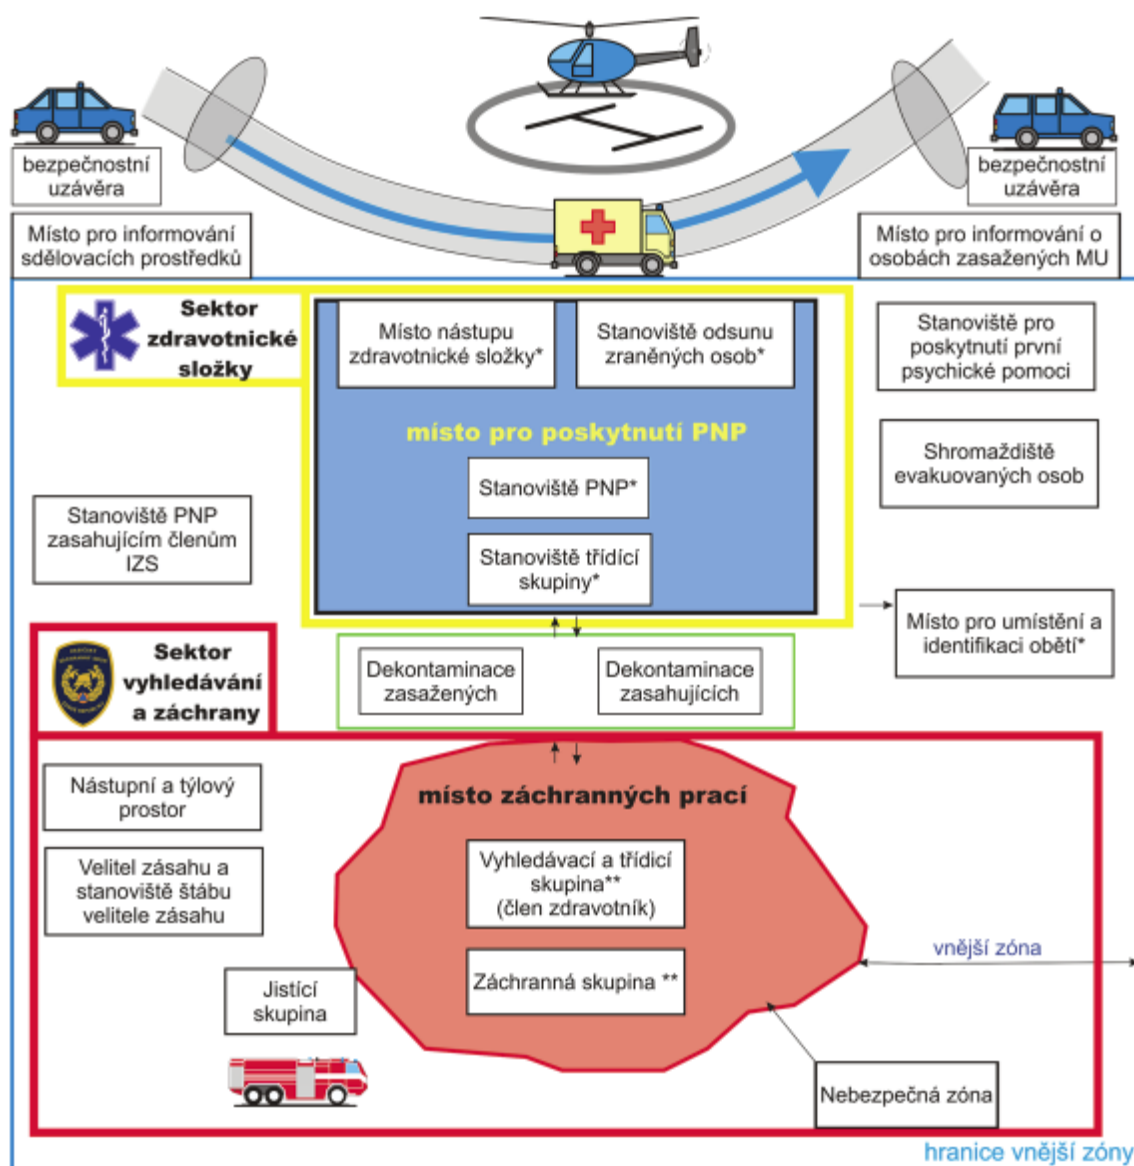 bezpečnostní
uzávěra
bezpečnostní
uzávěra
Místo pro informování
sdělovacích prostředků
Místo pro informování o
osobách zasažených MU
Sektor
zdravotnické
složky
Místo nástupu
zdravotnické složky*
Stanoviště odsunu
zraněných osob*
Stanoviště pro
poskytnutí první
psychické pomoci
místo pro poskytnutí PNP
Shromaždiště
evakuovaných osob
Stanoviště PNP*
Stanoviště PNP
zasahujícím členům
IZS
Stanoviště třídící
skupiny*
Místo pro umístění a
identifikaci obětí*
Sektor
vyhledávání
a záchrany
Dekontaminace
zasažených
Dekontaminace
zasahujících
Nástupní a týlový
prostor
místo záchranných prací
Velitel zásahu a
stanoviště štábu
velitele zásahu
Vyhledávací a třídicí
skupina**
(člen zdravotník)
vnější zóna
Záchranná skupina **
Jistící
skupina
Nebezpečná zóna
hranice vnější zóny